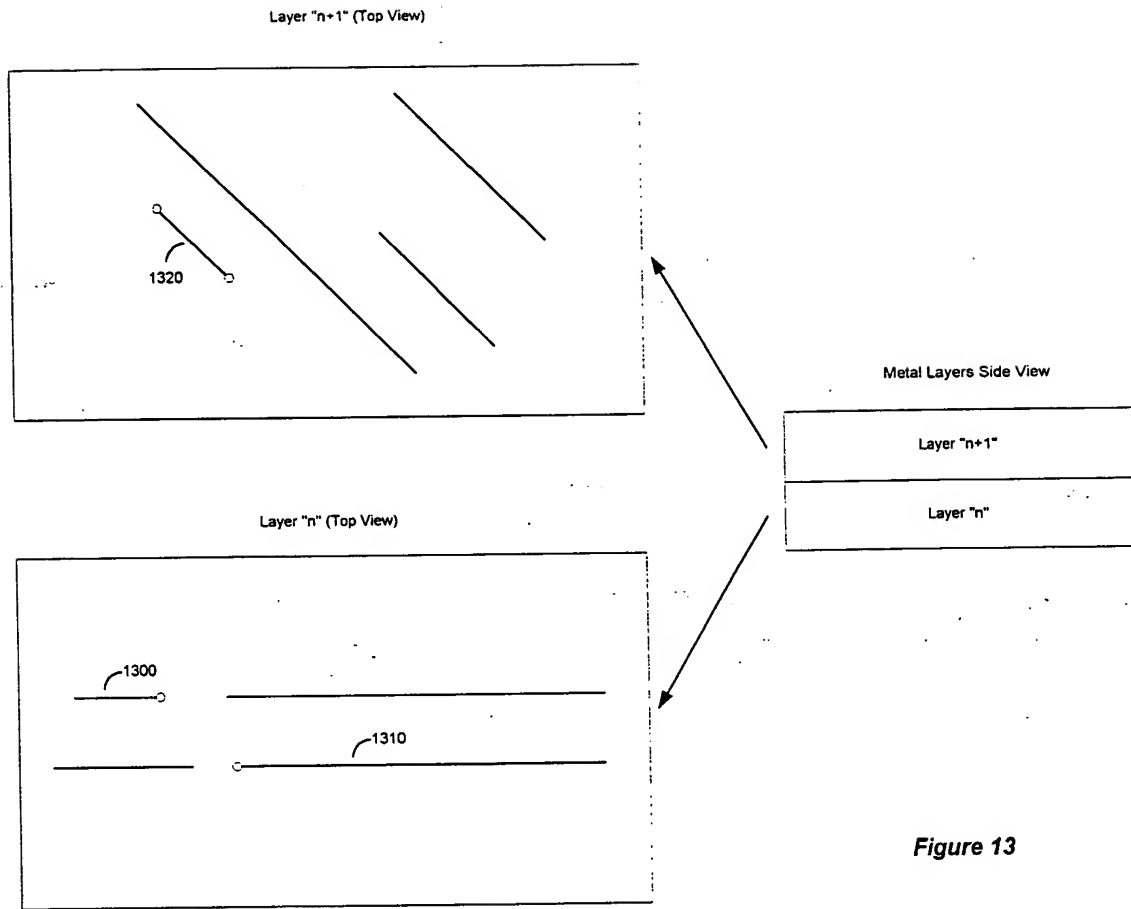 Layer "n+1" (Top View)
1320
Metal Layers Side View
Layer "n+1"
Layer "n"
Layer "n" (Top View)
1300
1310
Figure 13